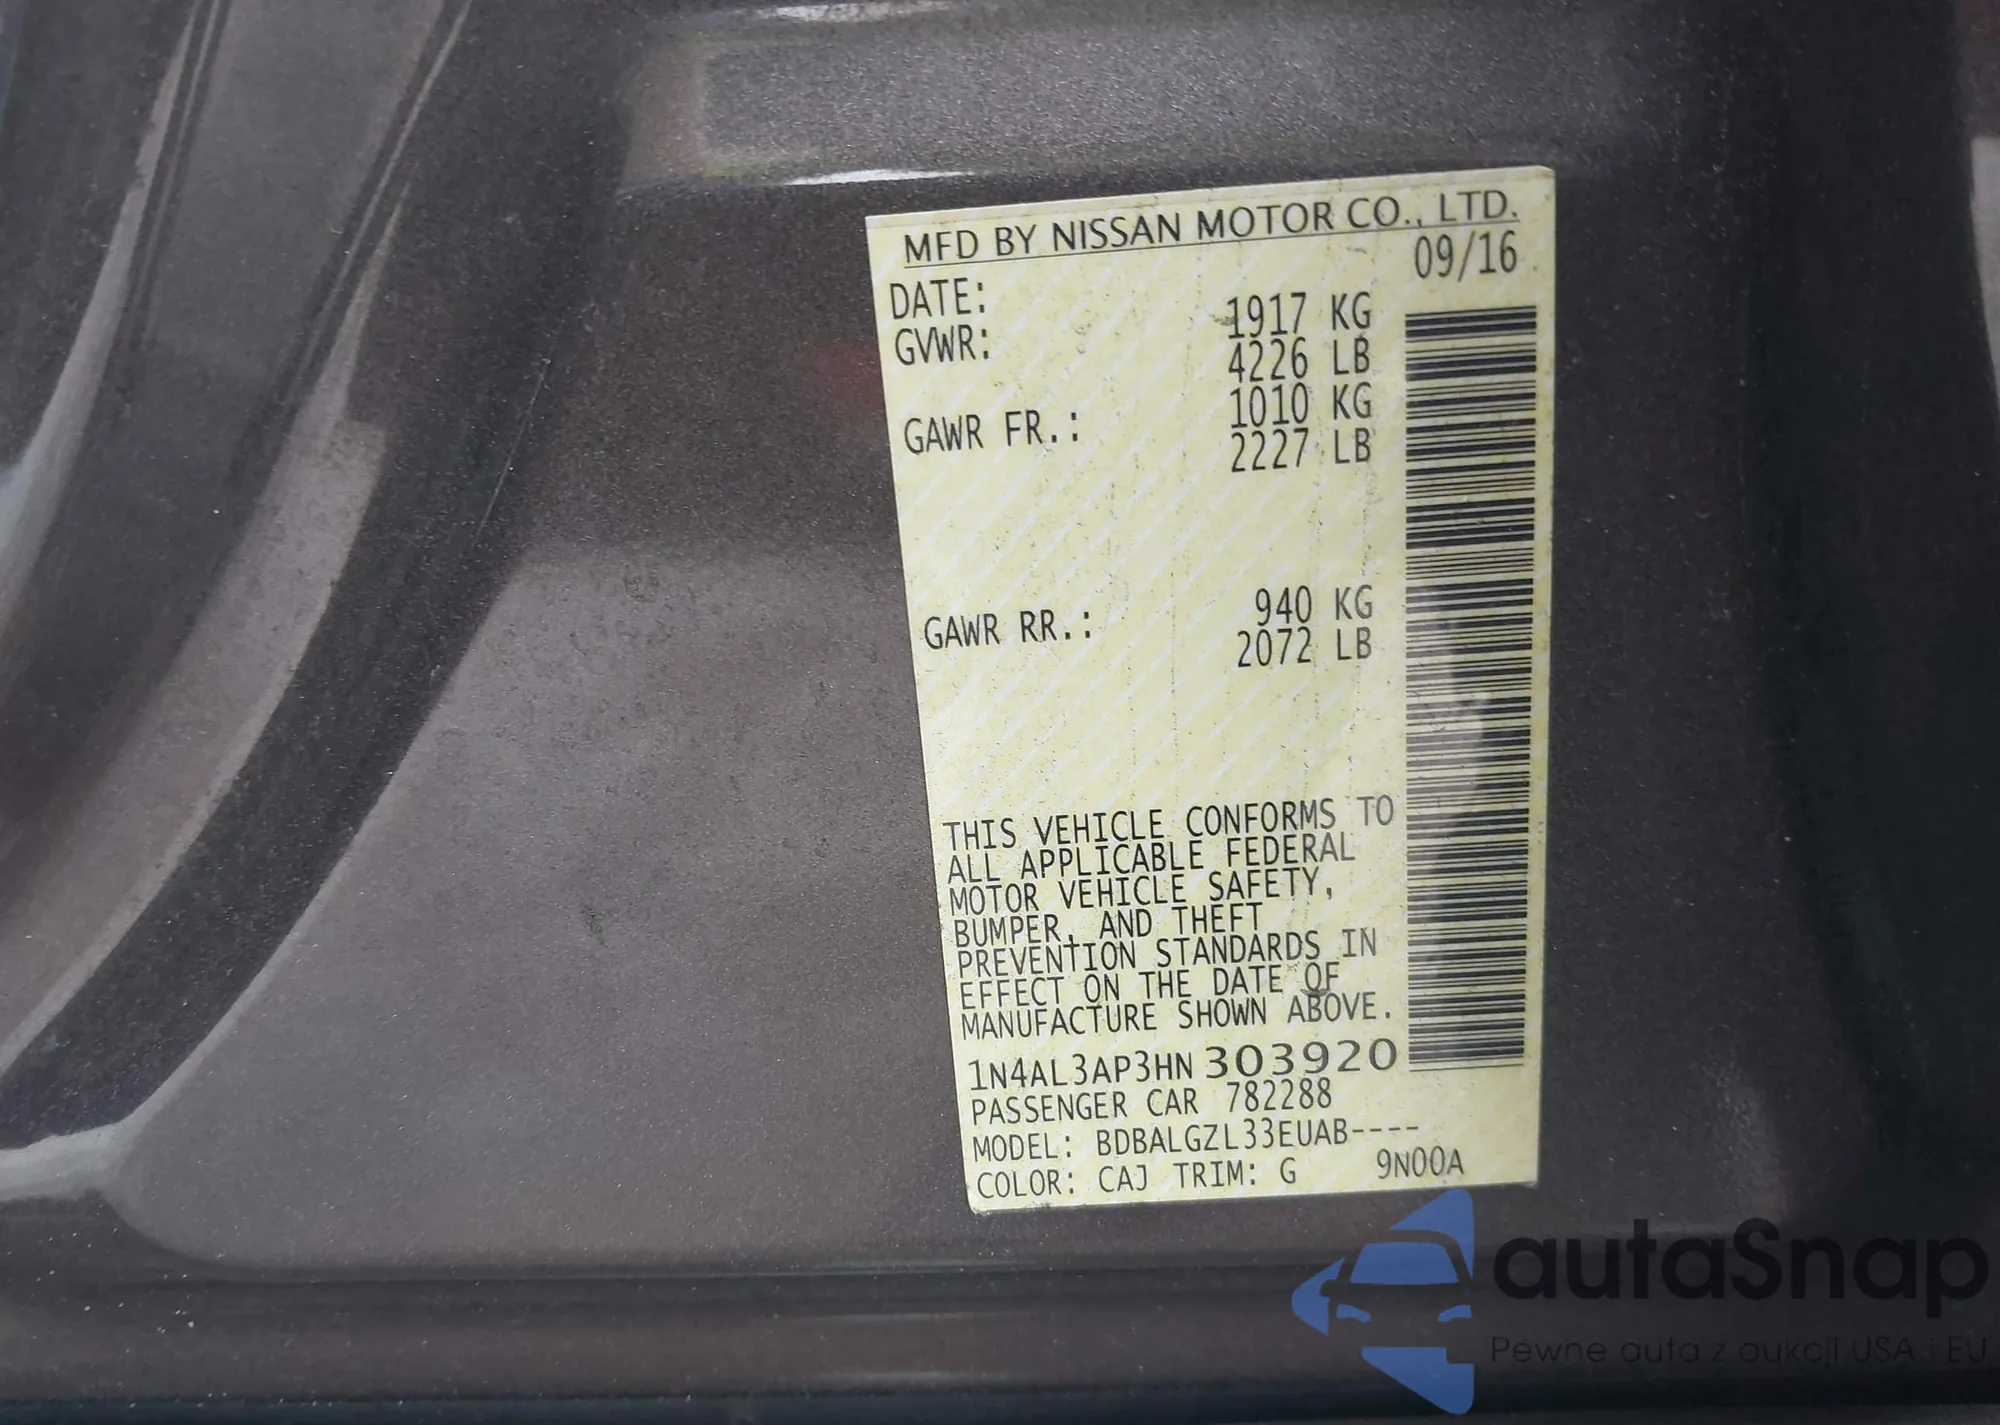 MFD BY NISSAN MOTOR CO., LTD.
DATE: 09/16
GVWR: 1917 KG
4226 LB
GAWR FR.: 1010 KG
2227 LB
GAWR RR.: 940 KG
2072 LB
THIS VEHICLE CONFORMS TO
ALL APPLICABLE FEDERAL
MOTOR VEHICLE SAFETY,
BUMPER, AND THEFT
PREVENTION STANDARDS IN
EFFECT ON THE DATE OF
MANUFACTURE SHOWN ABOVE.
1N4AL3AP3HN303920
PASSENGER CAR 782288
MODEL: BDBALGZL33EUAB----
COLOR: CAJ TRIM: G 9N00A
autaSnap
Pewne auta z aukcji USA i EU